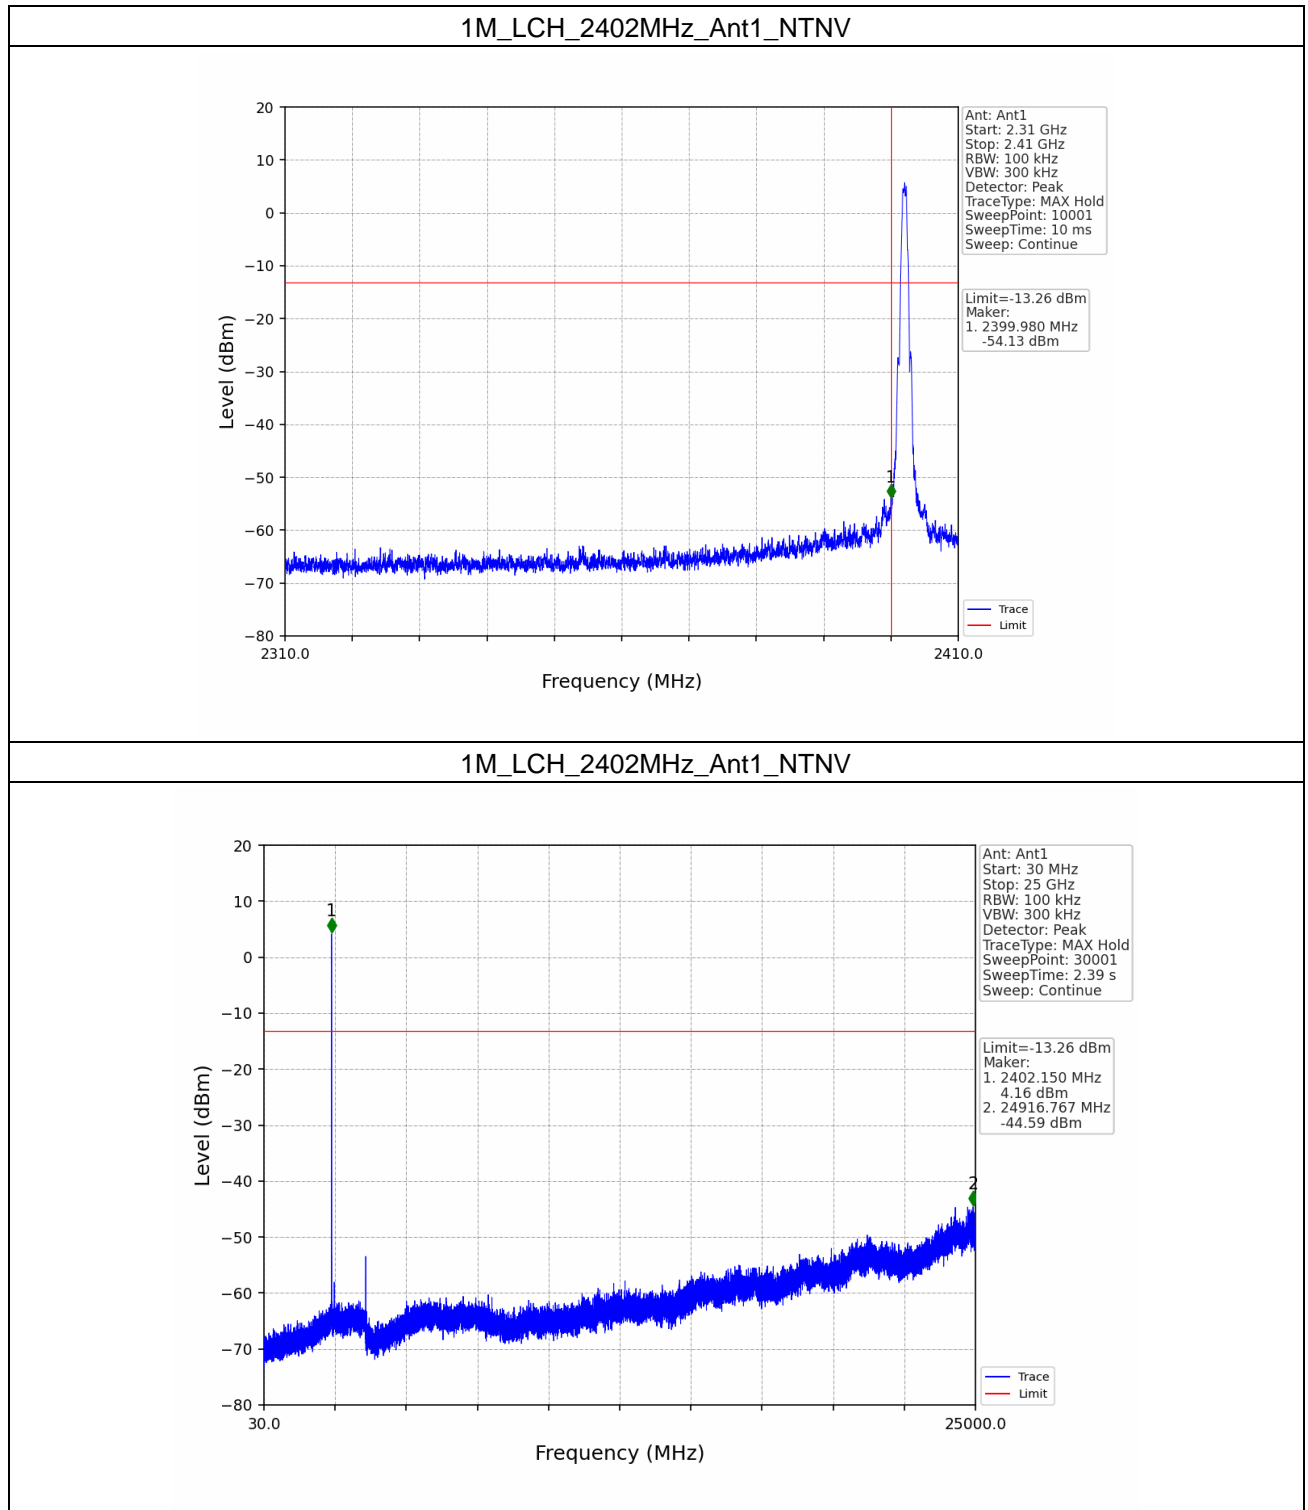 1M_LCH_2402MHz_Ant1_NTNV
20
10
0
−10
−20
−30
−40
−50
−60
−70
−80
Level (dBm)
1
2310.0
2410.0
Frequency (MHz)
Ant: Ant1
Start: 2.31 GHz
Stop: 2.41 GHz
RBW: 100 kHz
VBW: 300 kHz
Detector: Peak
TraceType: MAX Hold
SweepPoint: 10001
SweepTime: 10 ms
Sweep: Continue
Limit=-13.26 dBm
Maker:
1. 2399.980 MHz
-54.13 dBm
Trace
Limit
1M_LCH_2402MHz_Ant1_NTNV
20
10
0
−10
−20
−30
−40
−50
−60
−70
−80
Level (dBm)
1
2
30.0
25000.0
Frequency (MHz)
Ant: Ant1
Start: 30 MHz
Stop: 25 GHz
RBW: 100 kHz
VBW: 300 kHz
Detector: Peak
TraceType: MAX Hold
SweepPoint: 30001
SweepTime: 2.39 s
Sweep: Continue
Limit=-13.26 dBm
Maker:
1. 2402.150 MHz
4.16 dBm
2. 24916.767 MHz
-44.59 dBm
Trace
Limit